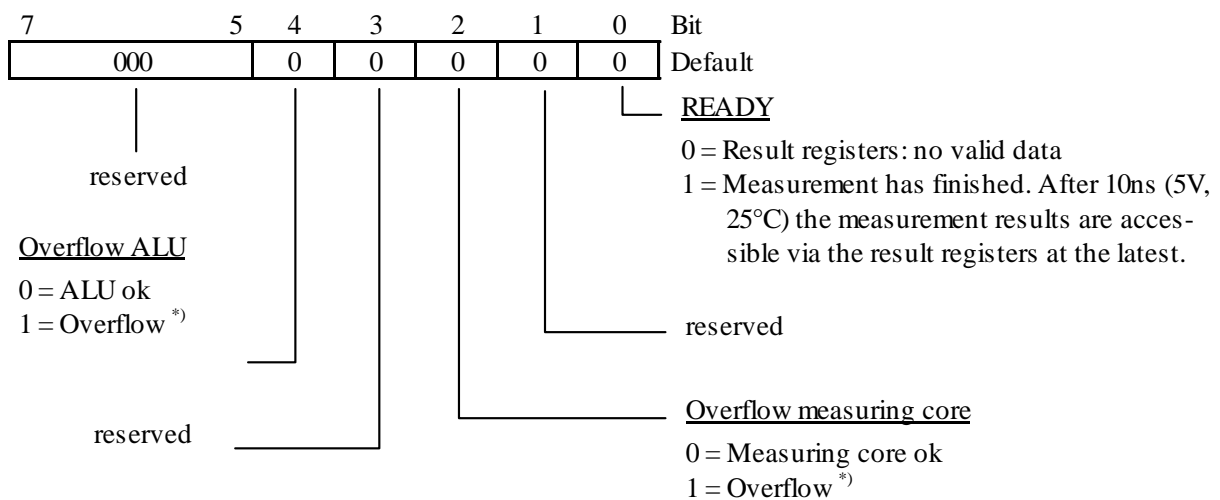 7 5 4 3 2 1 0 Bit
000 0 0 0 0 0 Default
READY
0 = Result registers: no valid data
1 = Measurement has finished. After 10ns (5V,
25°C) the measurement results are acces-
sible via the result registers at the latest.
reserved
Overflow ALU
0 = ALU ok
1 = Overflow *)
reserved
reserved
Overflow measuring core
0 = Measuring core ok
1 = Overflow *)